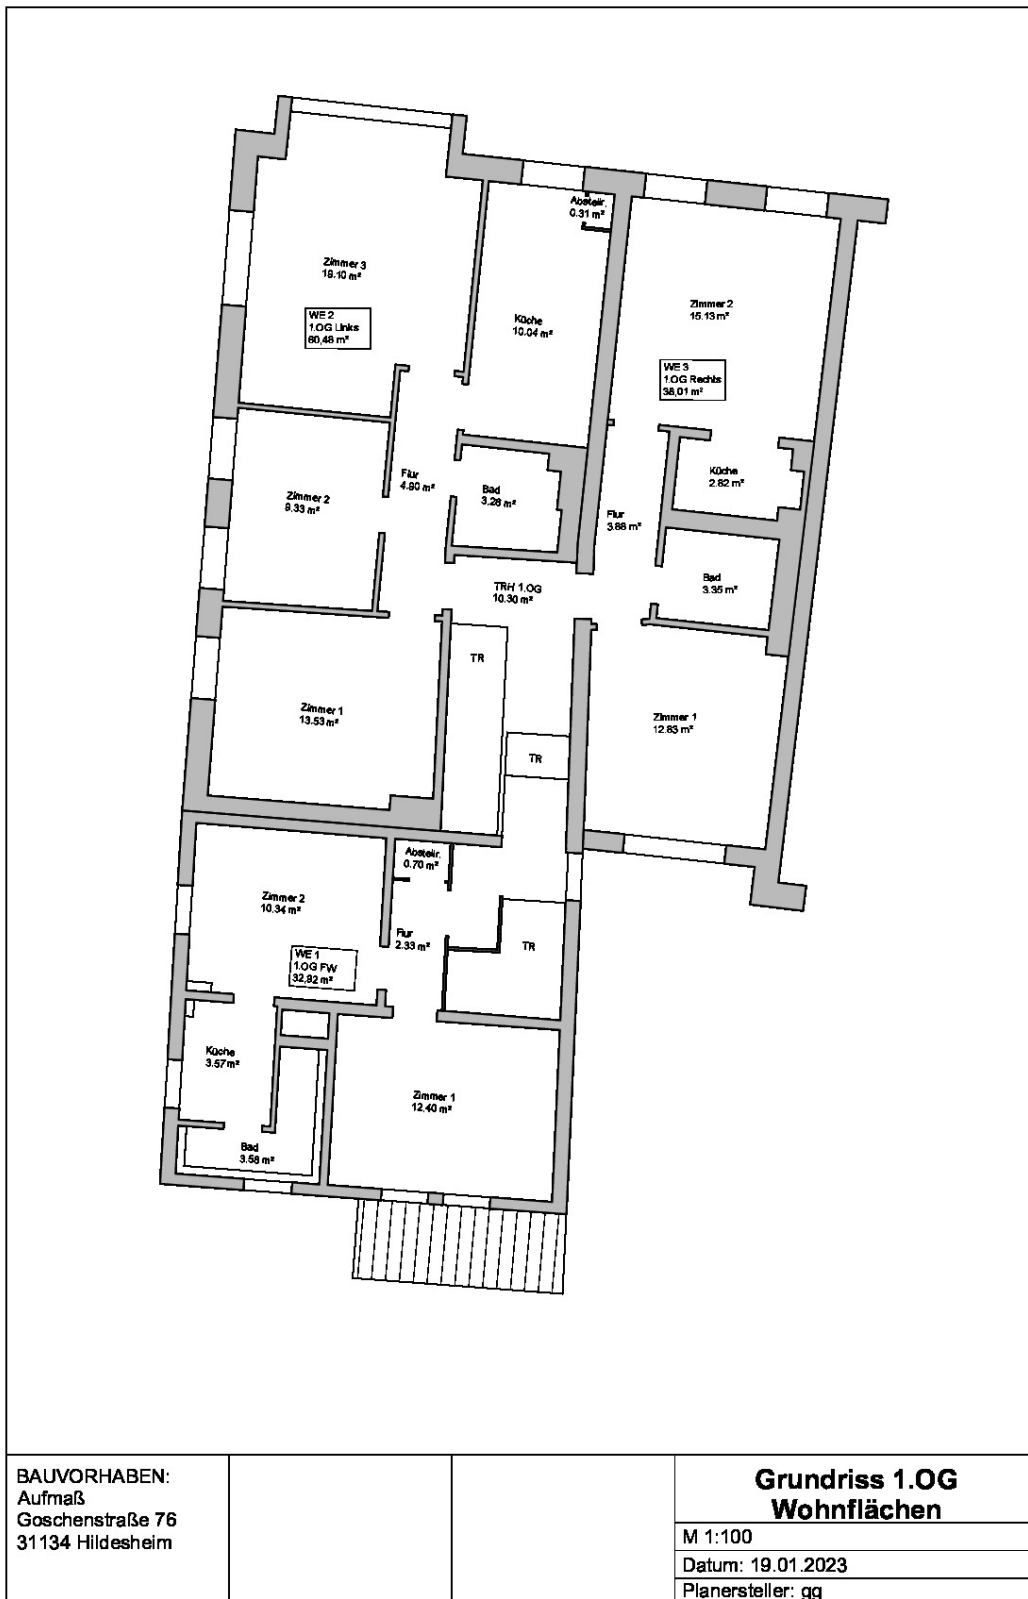 Abstellr.
0.31 m²
Zimmer 3
19.10 m²
WE 2
1.OG Links
60,48 m²
Küche
10.04 m²
Zimmer 2
15.13 m²
WE 3
1.OG Rechts
38,01 m²
Flur
4.90 m²
Bad
3.28 m²
Küche
2.82 m²
Zimmer 2
9.33 m²
Flur
3.88 m²
Bad
3.35 m²
TRH 1.OG
10.30 m²
TR
Zimmer 1
13.53 m²
Zimmer 1
12.83 m²
TR
Abstellr.
0.70 m²
Zimmer 2
10.34 m²
Flur
2.33 m²
TR
WE 1
1.OG FW
32,92 m²
Küche
3.57 m²
Zimmer 1
12.40 m²
Bad
3.58 m²
BAUVORHABEN:
Aufmaß
Goschenstraße 76
31134 Hildesheim
Grundriss 1.OG
Wohnflächen
M 1:100
Datum: 19.01.2023
Planersteller: gg